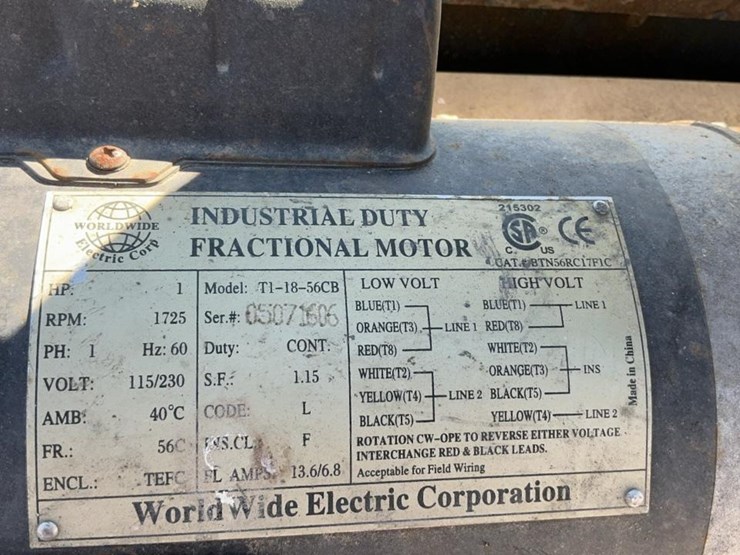 WORLDWIDE
Electric Corp
INDUSTRIAL DUTY
FRACTIONAL MOTOR
215302
SA ®
C. US
CE
CAT.# BTN56RC17F1C
HP: 1
RPM: 1725
PH: 1 Hz: 60
VOLT: 115/230
AMB: 40°C
FR.: 56C
ENCL.: TEFC
Model: T1-18-56CB
Ser.#: 05071606
Duty: CONT.
S.F.: 1.15
CODE: L
INS.CL. F
FL AMPS. 13.6/6.8
LOW VOLT
BLUE(T1)
ORANGE(T3) LINE 1
RED(T8)
WHITE(T2)
YELLOW(T4) LINE 2
BLACK(T5)
HIGH VOLT
BLUE(T1) LINE 1
RED(T8)
WHITE(T2)
ORANGE(T3) INS
BLACK(T5)
YELLOW(T4) LINE 2
ROTATION CW-OPE TO REVERSE EITHER VOLTAGE
INTERCHANGE RED & BLACK LEADS.
Acceptable for Field Wiring
Made in China
WorldWide Electric Corporation